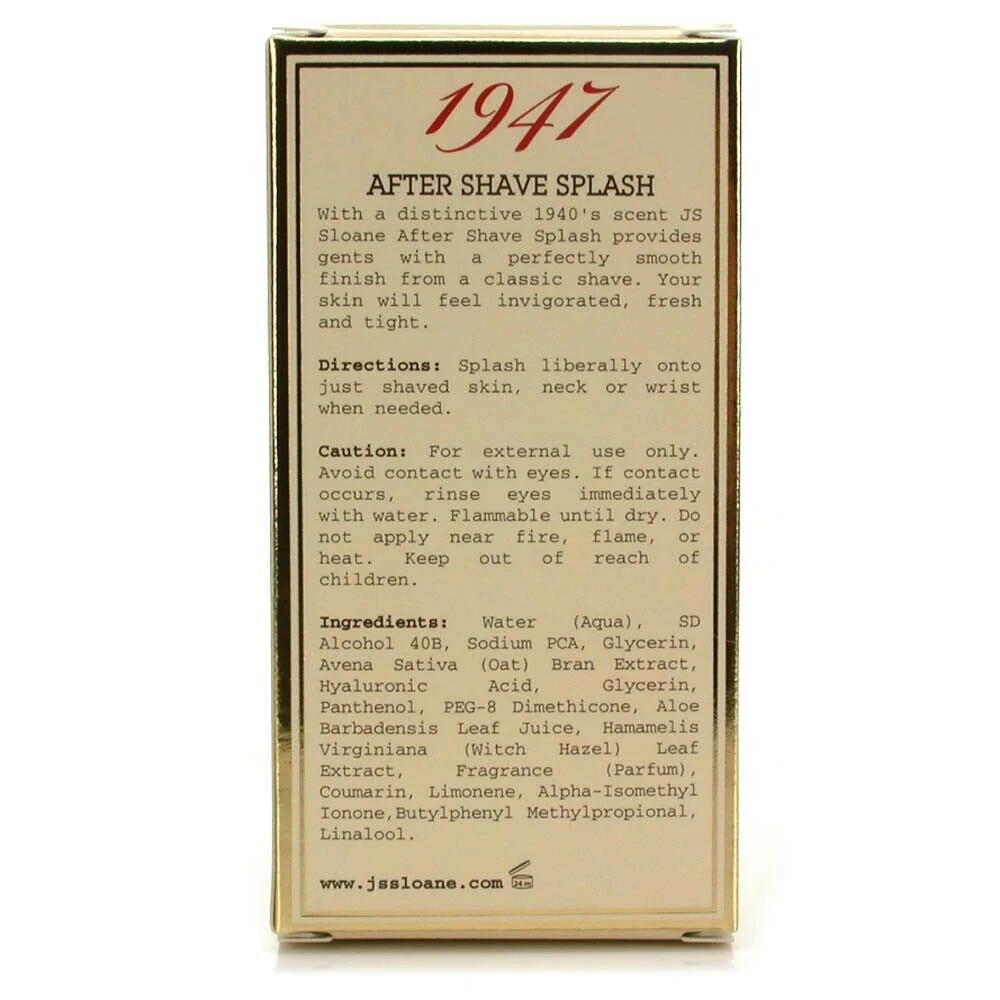 1947
AFTER SHAVE SPLASH
With a distinctive 1940's scent JS
Sloane After Shave Splash provides
gents with a perfectly smooth
finish from a classic shave. Your
skin will feel invigorated, fresh
and tight.
Directions: Splash liberally onto
just shaved skin, neck or wrist
when needed.
Caution: For external use only.
Avoid contact with eyes. If contact
occurs, rinse eyes immediately
with water. Flammable until dry. Do
not apply near fire, flame, or
heat. Keep out of reach of
children.
Ingredients: Water (Aqua), SD
Alcohol 40B, Sodium PCA, Glycerin,
Avena Sativa (Oat) Bran Extract,
Hyaluronic Acid, Glycerin,
Panthenol, PEG-8 Dimethicone, Aloe
Barbadensis Leaf Juice, Hamamelis
Virginiana (Witch Hazel) Leaf
Extract, Fragrance (Parfum),
Coumarin, Limonene, Alpha-Isomethyl
Ionone,Butylphenyl Methylpropional,
Linalool.
www.jssloane.com 24 m